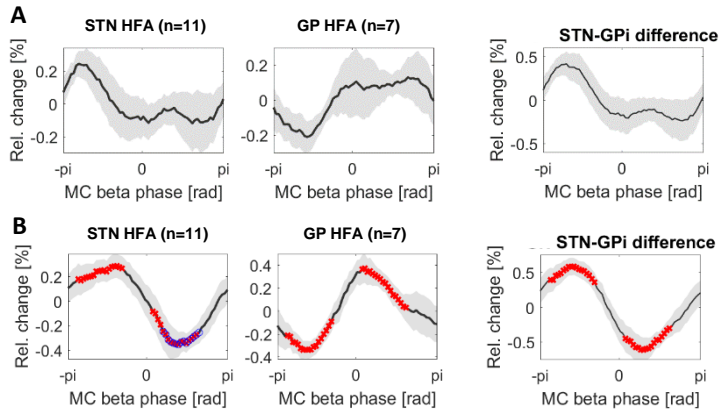 A
STN HFA (n=11)
GP HFA (n=7)
STN-GPi difference
Rel. change [%]
0.2
0
-0.2
-pi
0
pi
MC beta phase [rad]
0.2
0
-0.2
-pi
0
pi
MC beta phase [rad]
Rel. change [%]
0.5
0
-0.5
-pi
0
pi
MC beta phase [rad]
B
STN HFA (n=11)
GP HFA (n=7)
STN-GPi difference
Rel. change [%]
0.2
0
-0.2
-0.4
-pi
0
pi
MC beta phase [rad]
0.4
0.2
0
-0.2
-0.4
-pi
0
pi
MC beta phase [rad]
Rel. change [%]
0.5
0
-0.5
-pi
0
pi
MC beta phase [rad]